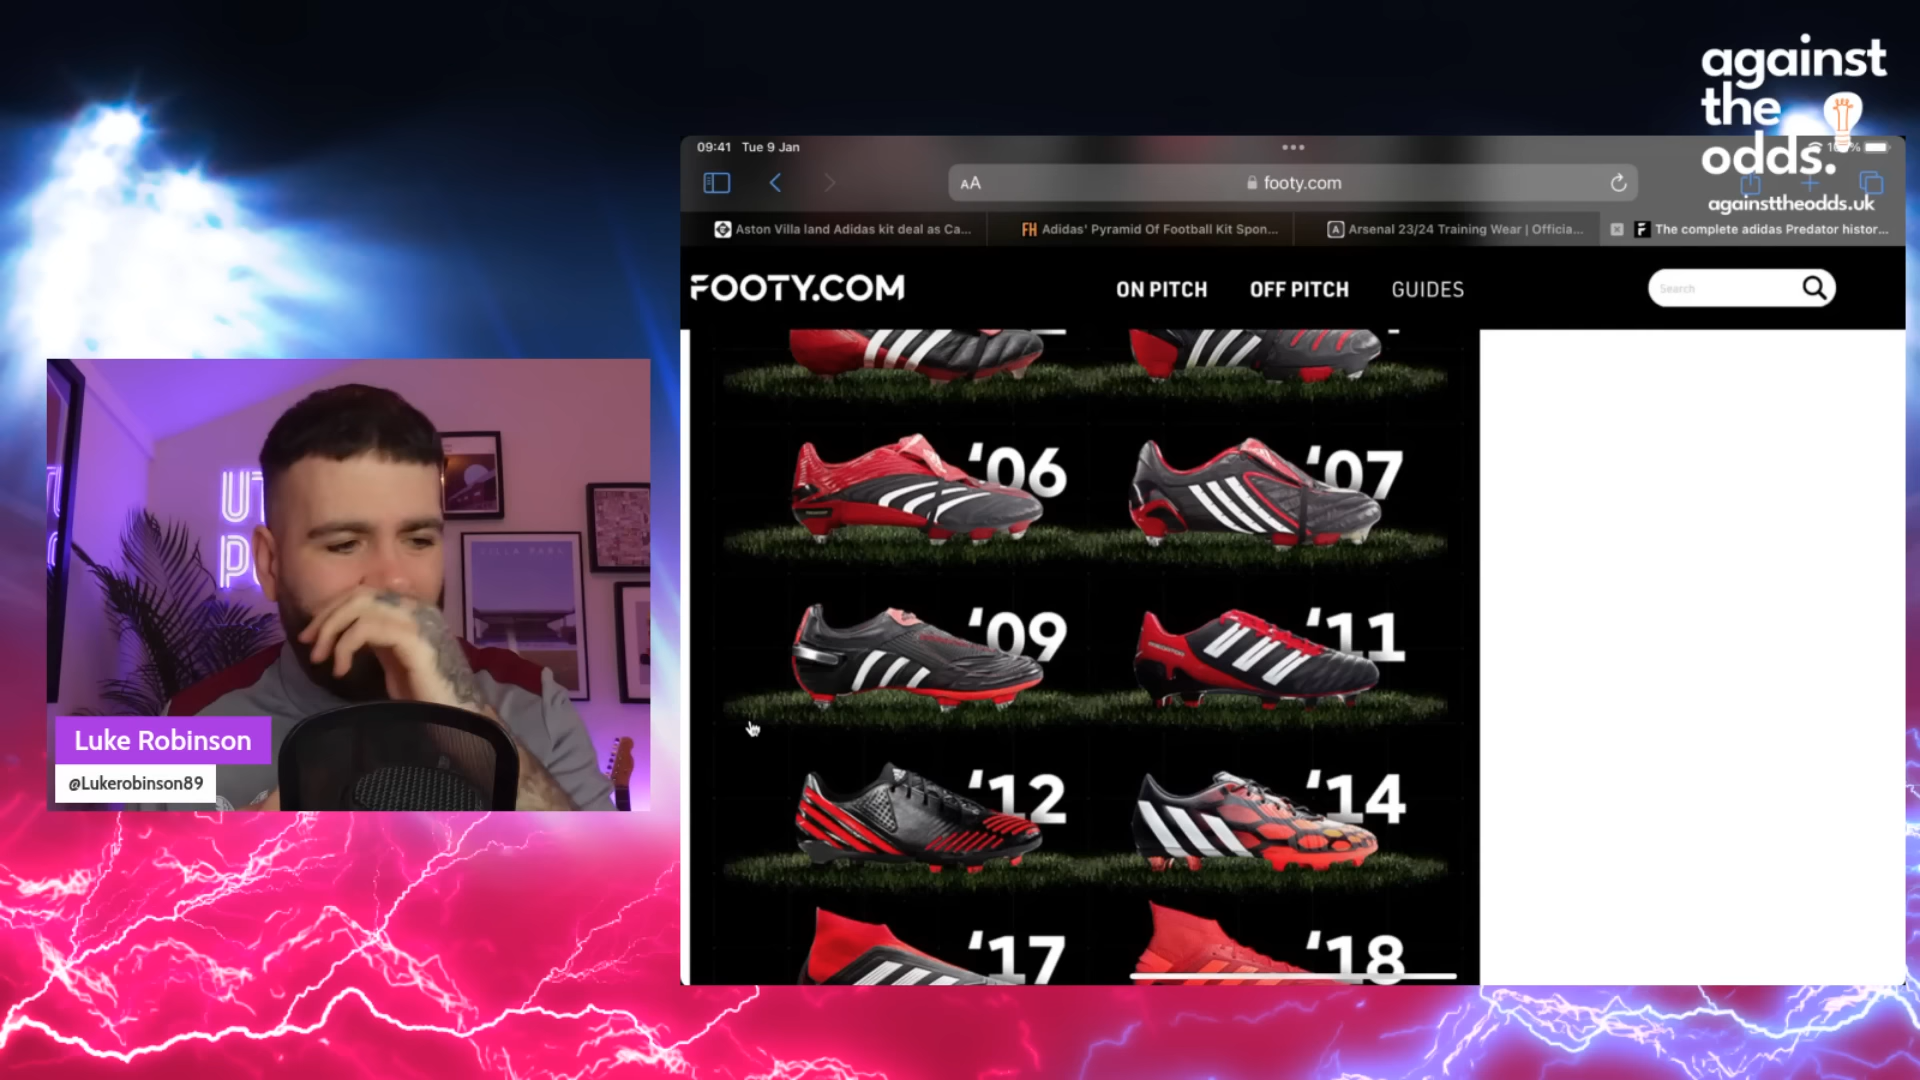 against
the
odds.
againsttheodds.uk
09:41 Tue 9 Jan
AA
footy.com
Aston Villa land Adidas kit deal as Ca...
FH Adidas' Pyramid Of Football Kit Spon...
A Arsenal 23/24 Training Wear | Officia...
F The complete adidas Predator histor...
FOOTY.COM
ON PITCH
OFF PITCH
GUIDES
Search
'06
'07
'09
'11
'12
'14
'17
'18
UT
VILLA PARK
Luke Robinson
@Lukerobinson89